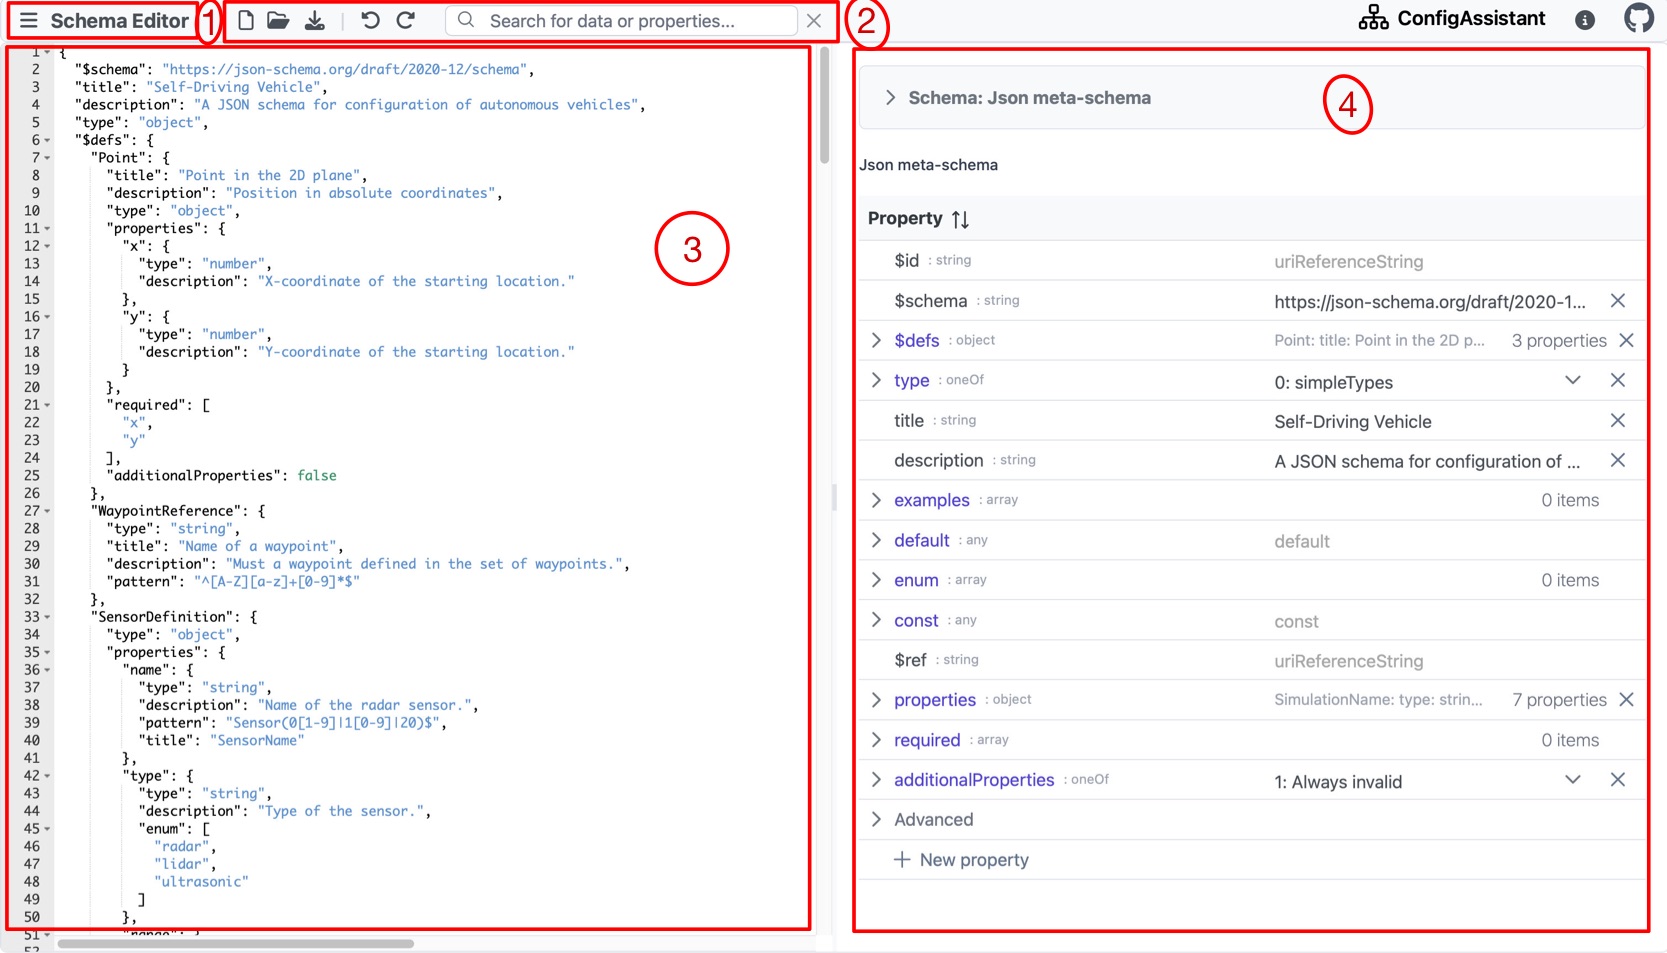 Schema Editor
1
Search for data or properties...
2
ConfigAssistant
1 {
2 "$schema": "https://json-schema.org/draft/2020-12/schema",
3 "title": "Self-Driving Vehicle",
4 "description": "A JSON schema for configuration of autonomous vehicles",
5 "type": "object",
6 "$defs": {
7 "Point": {
8 "title": "Point in the 2D plane",
9 "description": "Position in absolute coordinates",
10 "type": "object",
11 "properties": {
12 "x": {
13 "type": "number",
14 "description": "X-coordinate of the starting location."
15 },
16 "y": {
17 "type": "number",
18 "description": "Y-coordinate of the starting location."
19 }
20 },
21 "required": [
22 "x",
23 "y"
24 ],
25 "additionalProperties": false
26 },
27 "WaypointReference": {
28 "type": "string",
29 "title": "Name of a waypoint",
30 "description": "Must a waypoint defined in the set of waypoints.",
31 "pattern": "^[A-Z][a-z]+[0-9]*$"
32 },
33 "SensorDefinition": {
34 "type": "object",
35 "properties": {
36 "name": {
37 "type": "string",
38 "description": "Name of the radar sensor.",
39 "pattern": "Sensor(0[1-9]|1[0-9]|20)$",
40 "title": "SensorName"
41 },
42 "type": {
43 "type": "string",
44 "description": "Type of the sensor.",
45 "enum": [
46 "radar",
47 "lidar",
48 "ultrasonic"
49 ]
50 },
51 "range": {
52
3
Schema: Json meta-schema
4
Json meta-schema
Property
$id : string uriReferenceString
$schema : string https://json-schema.org/draft/2020-1...
$defs : object Point: title: Point in the 2D p... 3 properties
type : oneOf 0: simpleTypes
title : string Self-Driving Vehicle
description : string A JSON schema for configuration of ...
examples : array 0 items
default : any default
enum : array 0 items
const : any const
$ref : string uriReferenceString
properties : object SimulationName: type: strin... 7 properties
required : array 0 items
additionalProperties : oneOf 1: Always invalid
Advanced
New property